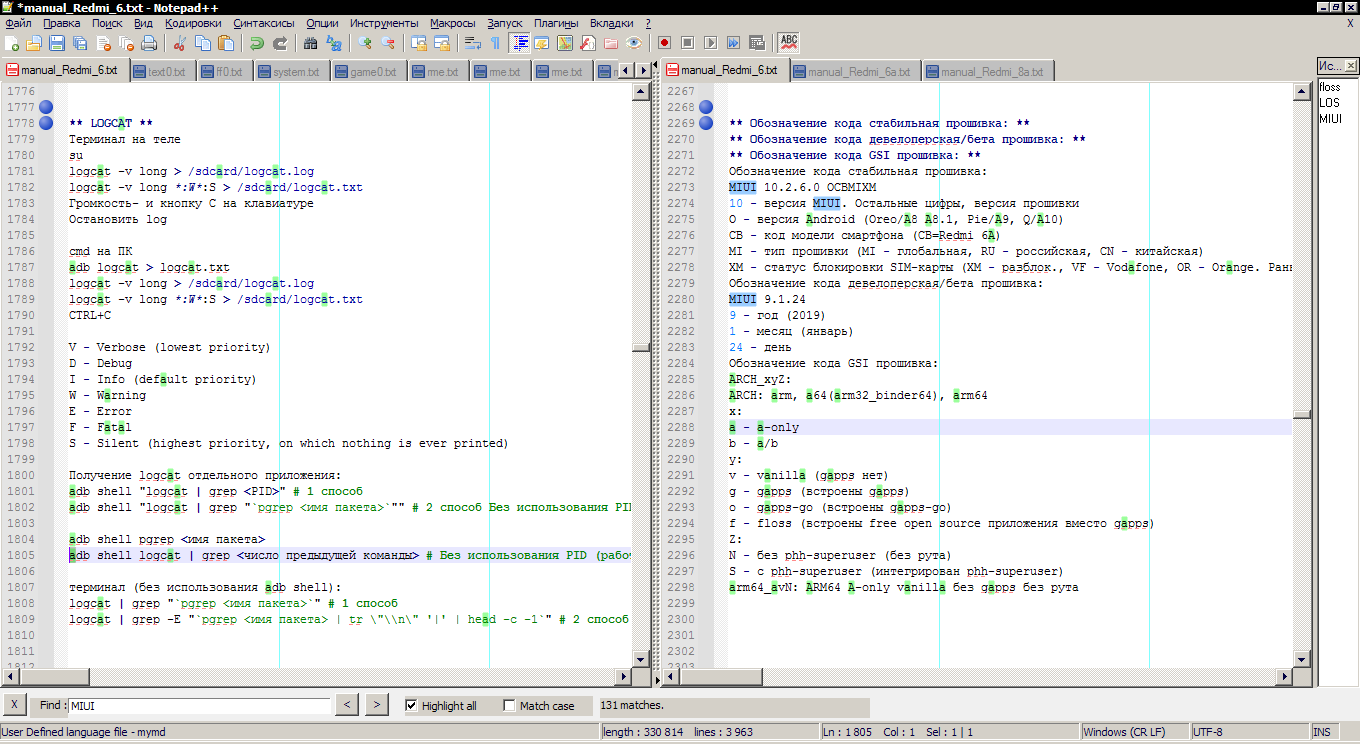 *manual_Redmi_6.txt - Notepad++
Файл Правка Поиск Вид Кодировки Синтаксисы Опции Инструменты Макросы Запуск Плагины Вкладки ? X
manual_Redmi_6.txt text0.txt ff0.txt system.txt game0.txt me.txt me.txt me.txt
1776
1777
1778 ** LOGCAT **
1779 Терминал на теле
1780 su
1781 logcat -v long > /sdcard/logcat.log
1782 logcat -v long *:W*:S > /sdcard/logcat.txt
1783 Громкость- и кнопку C на клавиатуре
1784 Остановить log
1785
1786 cmd на ПК
1787 adb logcat > logcat.txt
1788 logcat -v long > /sdcard/logcat.log
1789 logcat -v long *:W*:S > /sdcard/logcat.txt
1790 CTRL+C
1791
1792 V - Verbose (lowest priority)
1793 D - Debug
1794 I - Info (default priority)
1795 W - Warning
1796 E - Error
1797 F - Fatal
1798 S - Silent (highest priority, on which nothing is ever printed)
1799
1800 Получение logcat отдельного приложения:
1801 adb shell "logcat | grep <PID>" # 1 способ
1802 adb shell "logcat | grep "`pgrep <имя пакета>`"" # 2 способ Без использования PI
1803
1804 adb shell pgrep <имя пакета>
1805 adb shell logcat | grep <число предыдущей команды> # Без использования PID (рабоч
1806
1807 терминал (без использования adb shell):
1808 logcat | grep "`pgrep <имя пакета>`" # 1 способ
1809 logcat | grep -E "`pgrep <имя пакета> | tr \"\\n\" '|' | head -c -1`" # 2 способ
1810
1811
1812
manual_Redmi_6.txt manual_Redmi_6a.txt manual_Redmi_8a.txt
2267
2268
2269 ** Обозначение кода стабильная прошивка: **
2270 ** Обозначение кода девелоперская/бета прошивка: **
2271 ** Обозначение кода GSI прошивка: **
2272 Обозначение кода стабильная прошивка:
2273 MIUI 10.2.6.0 OCBMIXM
2274 10 - версия MIUI. Остальные цифры, версия прошивки
2275 O - версия Android (Oreo/A8 A8.1, Pie/A9, Q/A10)
2276 CB - код модели смартфона (CB=Redmi 6A)
2277 MI - тип прошивки (MI - глобальная, RU - российская, CN - китайская)
2278 XM - статус блокировки SIM-карты (XM - разблок., VF - Vodafone, OR - Orange. Ран
2279 Обозначение кода девелоперская/бета прошивка:
2280 MIUI 9.1.24
2281 9 - год (2019)
2282 1 - месяц (январь)
2283 24 - день
2284 Обозначение кода GSI прошивка:
2285 ARCH_xyZ:
2286 ARCH: arm, a64(arm32_binder64), arm64
2287 x:
2288 a - a-only
2289 b - a/b
2290 y:
2291 v - vanilla (gapps нет)
2292 g - gapps (встроены gapps)
2293 o - gapps-go (встроены gapps-go)
2294 f - floss (встроены free open source приложения вместо gapps)
2295 Z:
2296 N - без phh-superuser (без рута)
2297 S - с phh-superuser (интегрирован phh-superuser)
2298 arm64_avN: ARM64 A-only vanilla без gapps без рута
2299
2300
2301
2302
2303
Ис...
floss
LOS
MIUI
X Find : MIUI < > Highlight all Match case 131 matches.
User Defined language file - mymd length : 330 814 lines : 3 963 Ln : 1 805 Col : 1 Sel : 1 | 1 Windows (CR LF) UTF-8 INS